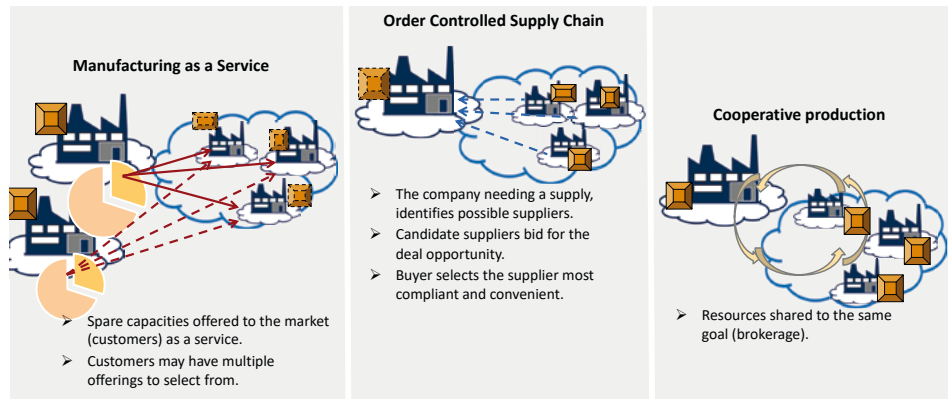 Manufacturing as a Service
➢ Spare capacities offered to the market
(customers) as a service.
➢ Customers may have multiple
offerings to select from.
Order Controlled Supply Chain
➢ The company needing a supply,
identifies possible suppliers.
➢ Candidate suppliers bid for the
deal opportunity.
➢ Buyer selects the supplier most
compliant and convenient.
Cooperative production
➢ Resources shared to the same
goal (brokerage).